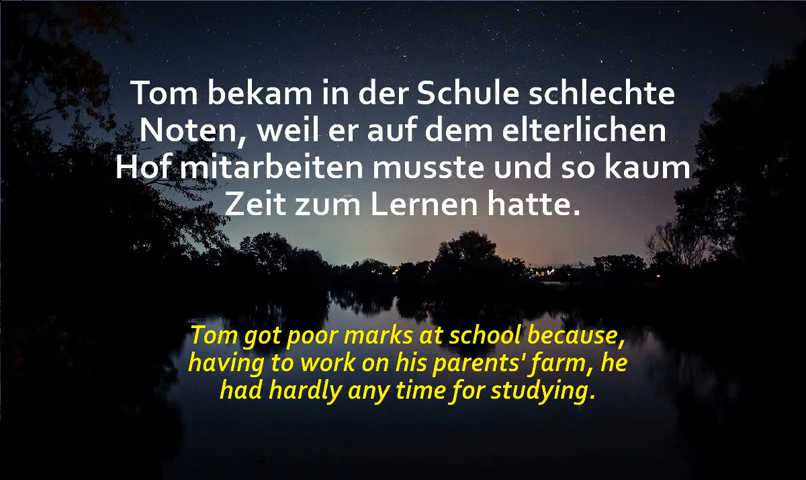 Tom bekam in der Schule schlechte
Noten, weil er auf dem elterlichen
Hof mitarbeiten musste und so kaum
Zeit zum Lernen hatte.
Tom got poor marks at school because,
having to work on his parents' farm, he
had hardly any time for studying.